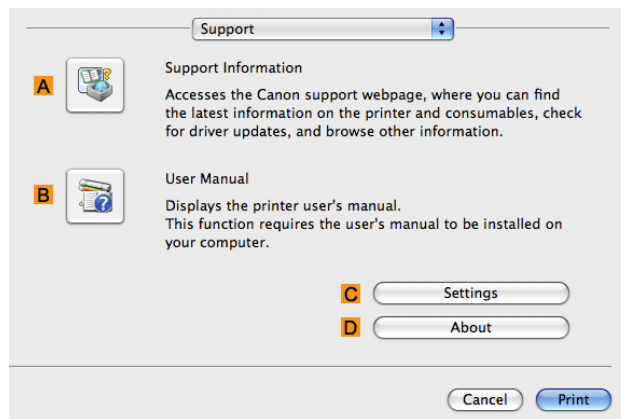 Support
A
Support Information
Accesses the Canon support webpage, where you can find
the latest information on the printer and consumables, check
for driver updates, and browse other information.
B
User Manual
Displays the printer user's manual.
This function requires the user's manual to be installed on
your computer.
C Settings
D About
Cancel Print